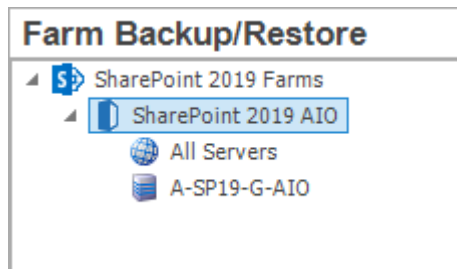 Farm Backup/Restore
SharePoint 2019 Farms
SharePoint 2019 AIO
All Servers
A-SP19-G-AIO